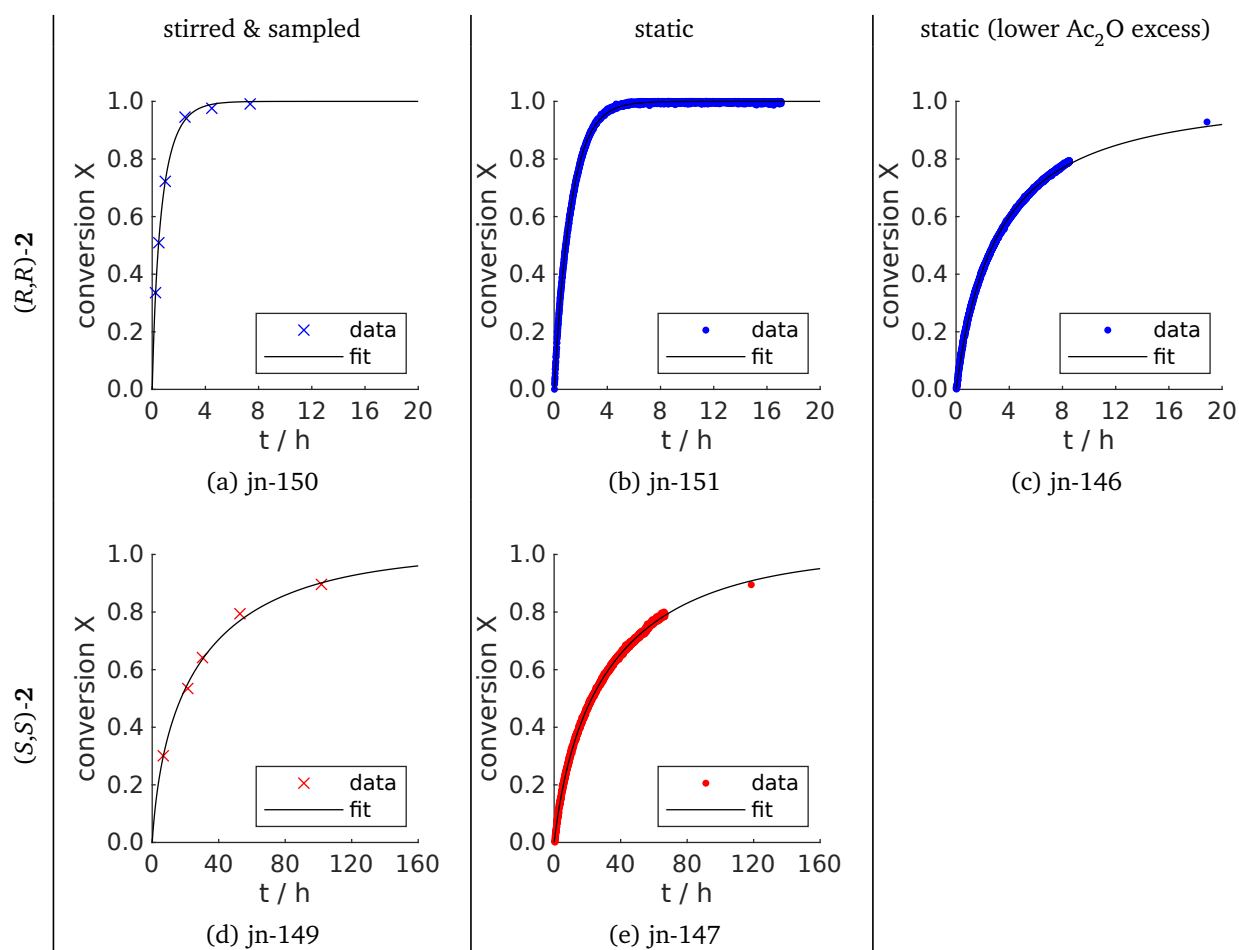 stirred & sampled
static
static (lower Ac₂O excess)
(R,R)-2
conversion X
1.0
0.8
0.6
0.4
0.2
0.0
0 4 8 12 16 20
t / h
data
fit
(a) jn-150
conversion X
1.0
0.8
0.6
0.4
0.2
0.0
0 4 8 12 16 20
t / h
data
fit
(b) jn-151
conversion X
1.0
0.8
0.6
0.4
0.2
0.0
0 4 8 12 16 20
t / h
data
fit
(c) jn-146
(S,S)-2
conversion X
1.0
0.8
0.6
0.4
0.2
0.0
0 40 80 120 160
t / h
data
fit
(d) jn-149
conversion X
1.0
0.8
0.6
0.4
0.2
0.0
0 40 80 120 160
t / h
data
fit
(e) jn-147